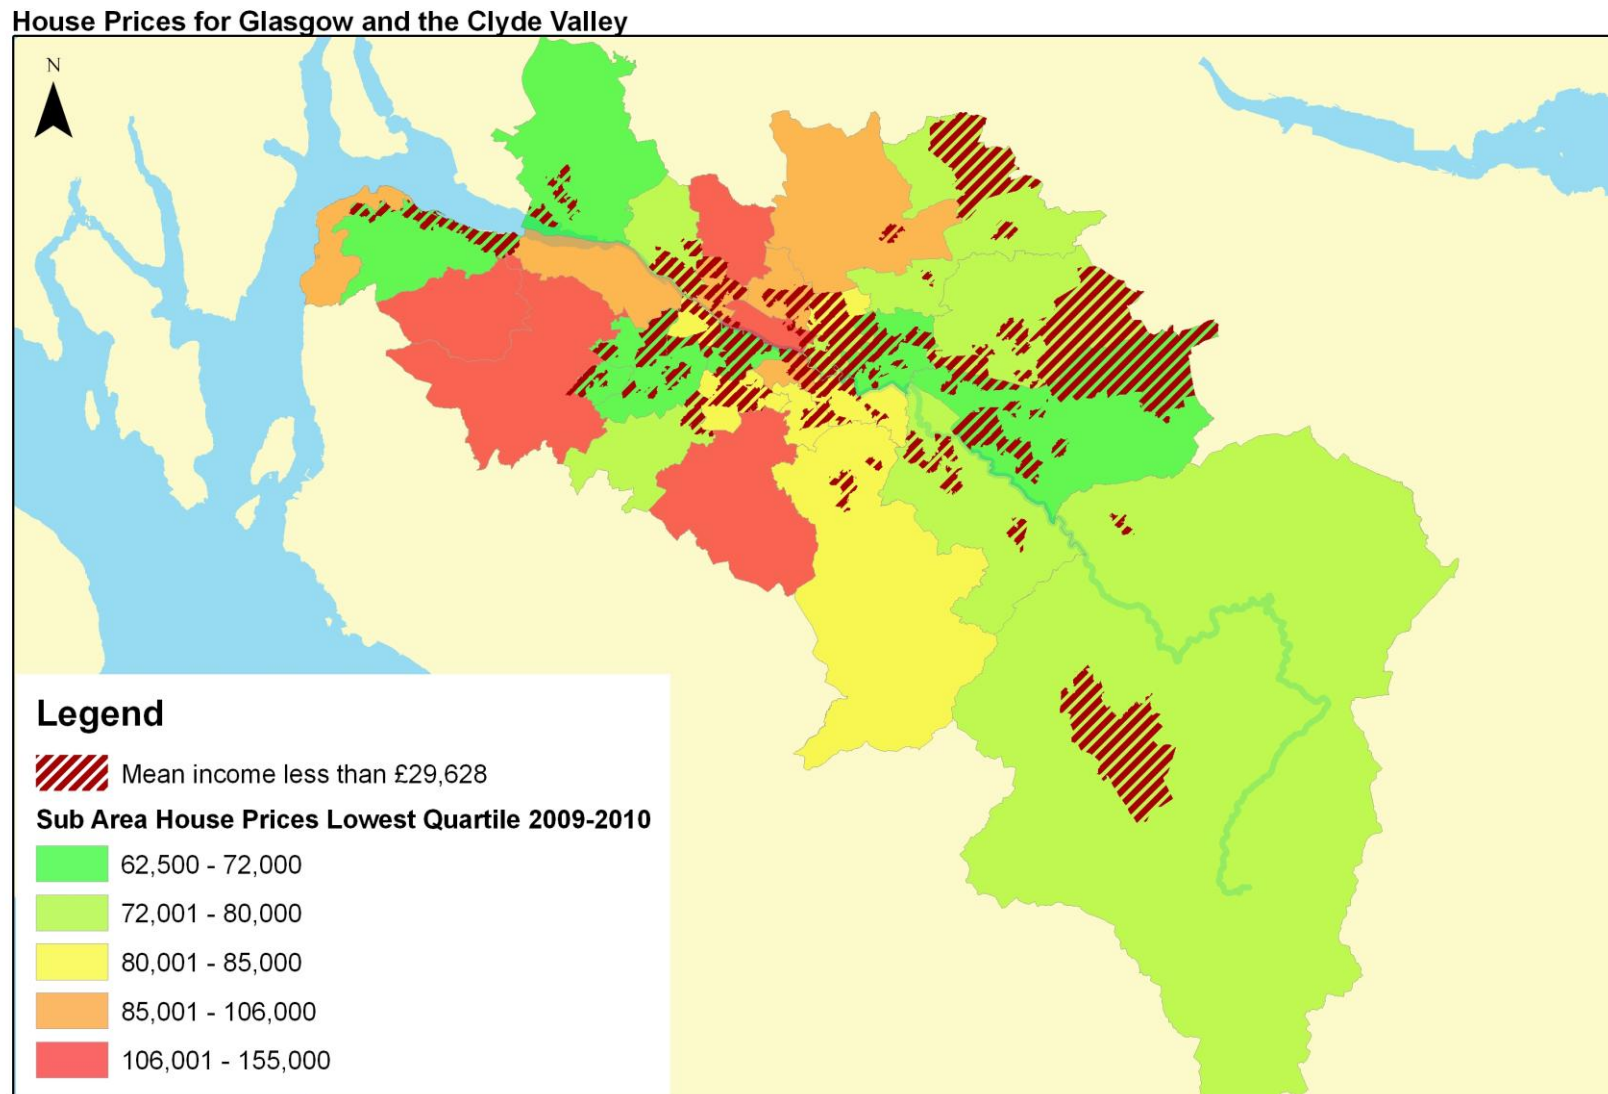 House Prices for Glasgow and the Clyde Valley
N
Legend
Mean income less than £29,628
Sub Area House Prices Lowest Quartile 2009-2010
62,500 - 72,000
72,001 - 80,000
80,001 - 85,000
85,001 - 106,000
106,001 - 155,000